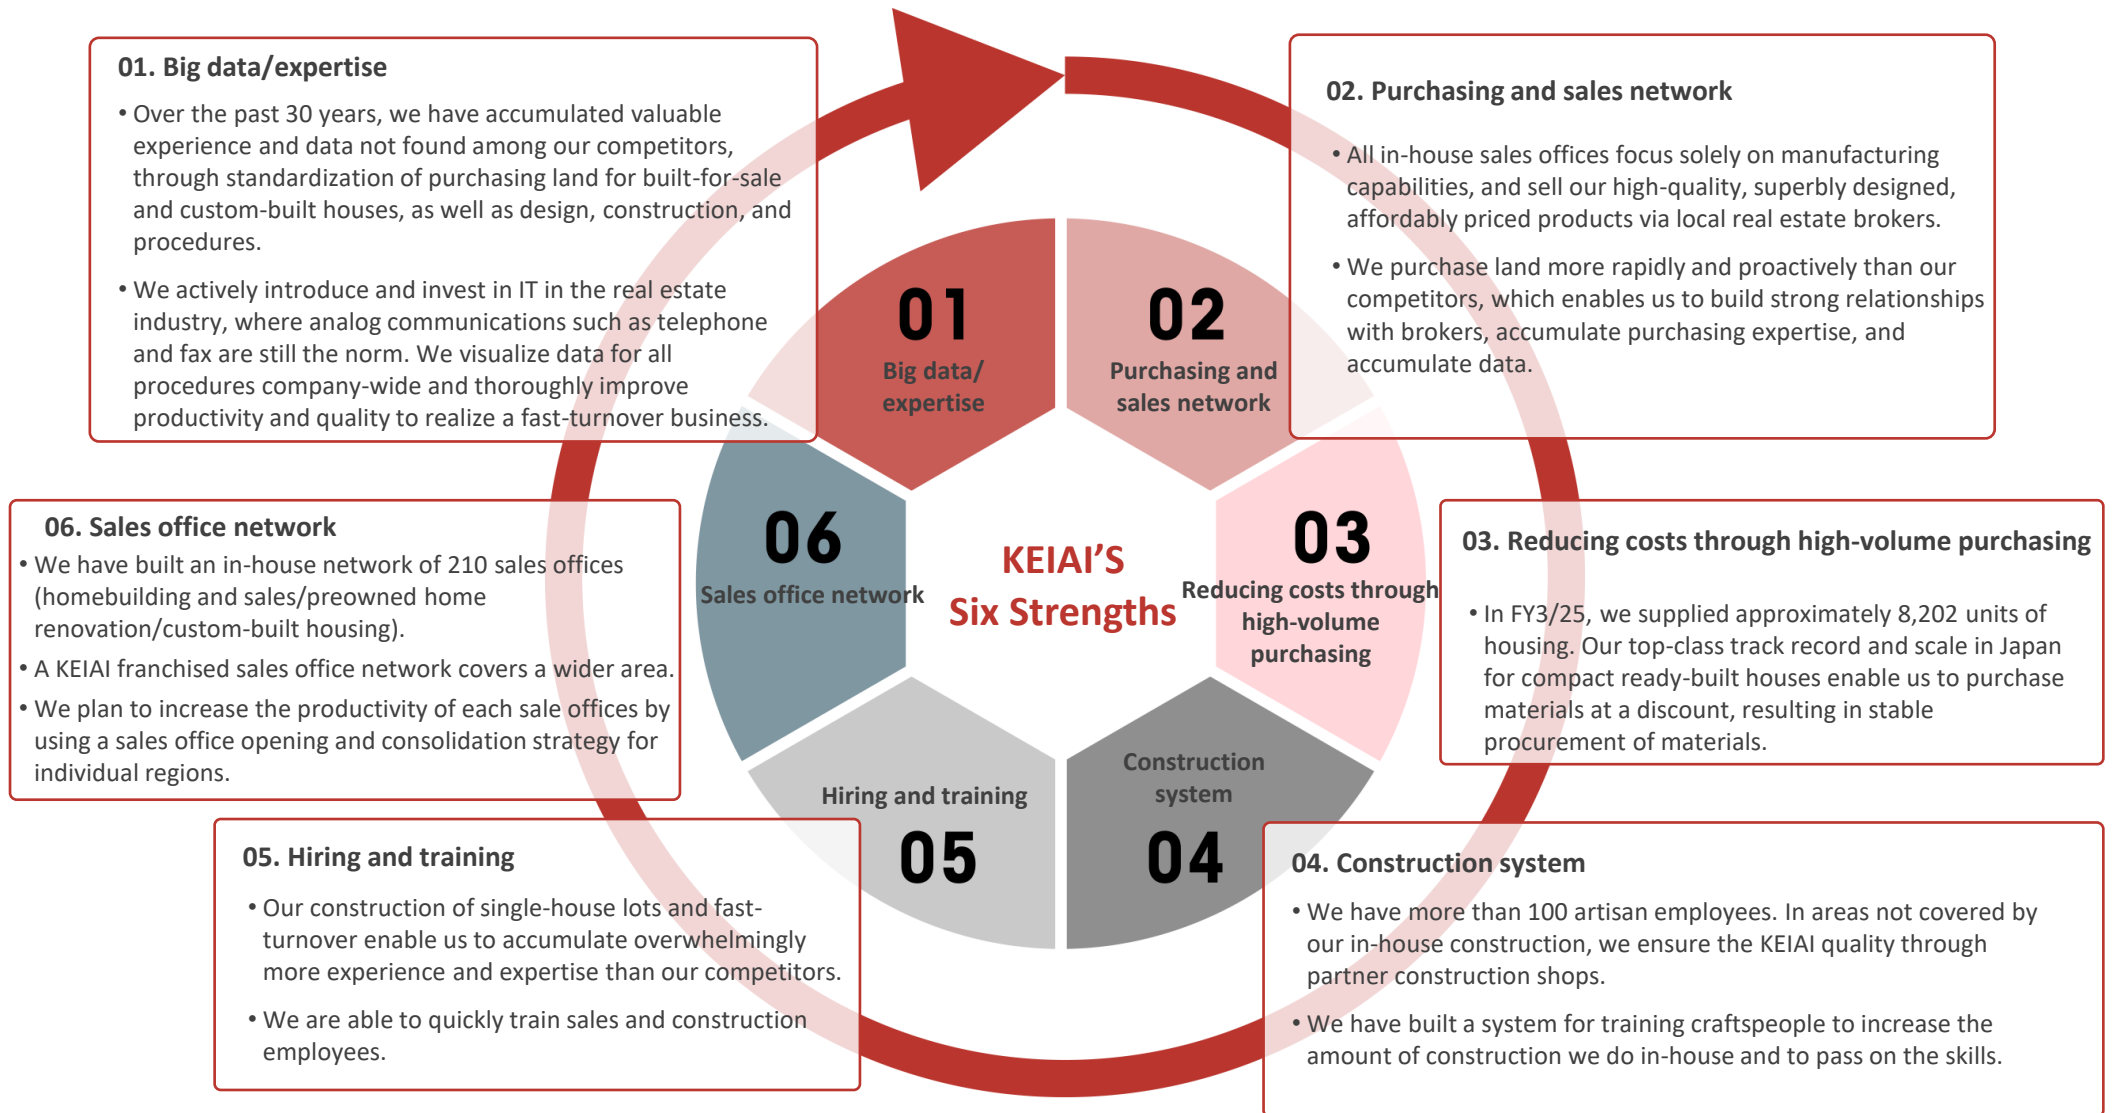 01. Big data/expertise
• Over the past 30 years, we have accumulated valuable
experience and data not found among our competitors,
through standardization of purchasing land for built-for-sale
and custom-built houses, as well as design, construction, and
procedures.
• We actively introduce and invest in IT in the real estate
industry, where analog communications such as telephone
and fax are still the norm. We visualize data for all
procedures company-wide and thoroughly improve
productivity and quality to realize a fast-turnover business.
02. Purchasing and sales network
• All in-house sales offices focus solely on manufacturing
capabilities, and sell our high-quality, superbly designed,
affordably priced products via local real estate brokers.
• We purchase land more rapidly and proactively than our
competitors, which enables us to build strong relationships
with brokers, accumulate purchasing expertise, and
accumulate data.
03. Reducing costs through high-volume purchasing
• In FY3/25, we supplied approximately 8,202 units of
housing. Our top-class track record and scale in Japan
for compact ready-built houses enable us to purchase
materials at a discount, resulting in stable
procurement of materials.
04. Construction system
• We have more than 100 artisan employees. In areas not covered by
our in-house construction, we ensure the KEIAI quality through
partner construction shops.
• We have built a system for training craftspeople to increase the
amount of construction we do in-house and to pass on the skills.
05. Hiring and training
• Our construction of single-house lots and fast-
turnover enable us to accumulate overwhelmingly
more experience and expertise than our competitors.
• We are able to quickly train sales and construction
employees.
06. Sales office network
• We have built an in-house network of 210 sales offices
(homebuilding and sales/preowned home
renovation/custom-built housing).
• A KEIAI franchised sales office network covers a wider area.
• We plan to increase the productivity of each sale offices by
using a sales office opening and consolidation strategy for
individual regions.
01
Big data/
expertise
02
Purchasing and
sales network
03
Reducing costs through
high-volume
purchasing
Construction
system
04
Hiring and training
05
06
Sales office network
KEIAI’S
Six Strengths